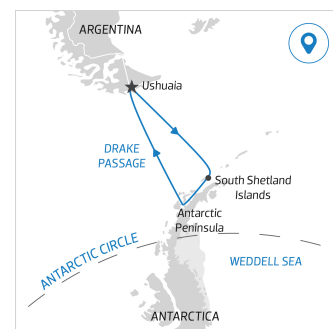 ARGENTINA
Ushuaia
DRAKE
PASSAGE
South Shetland
Islands
Antarctic
Peninsula
ANTARCTIC CIRCLE
WEDDELL SEA
ANTARCTICA